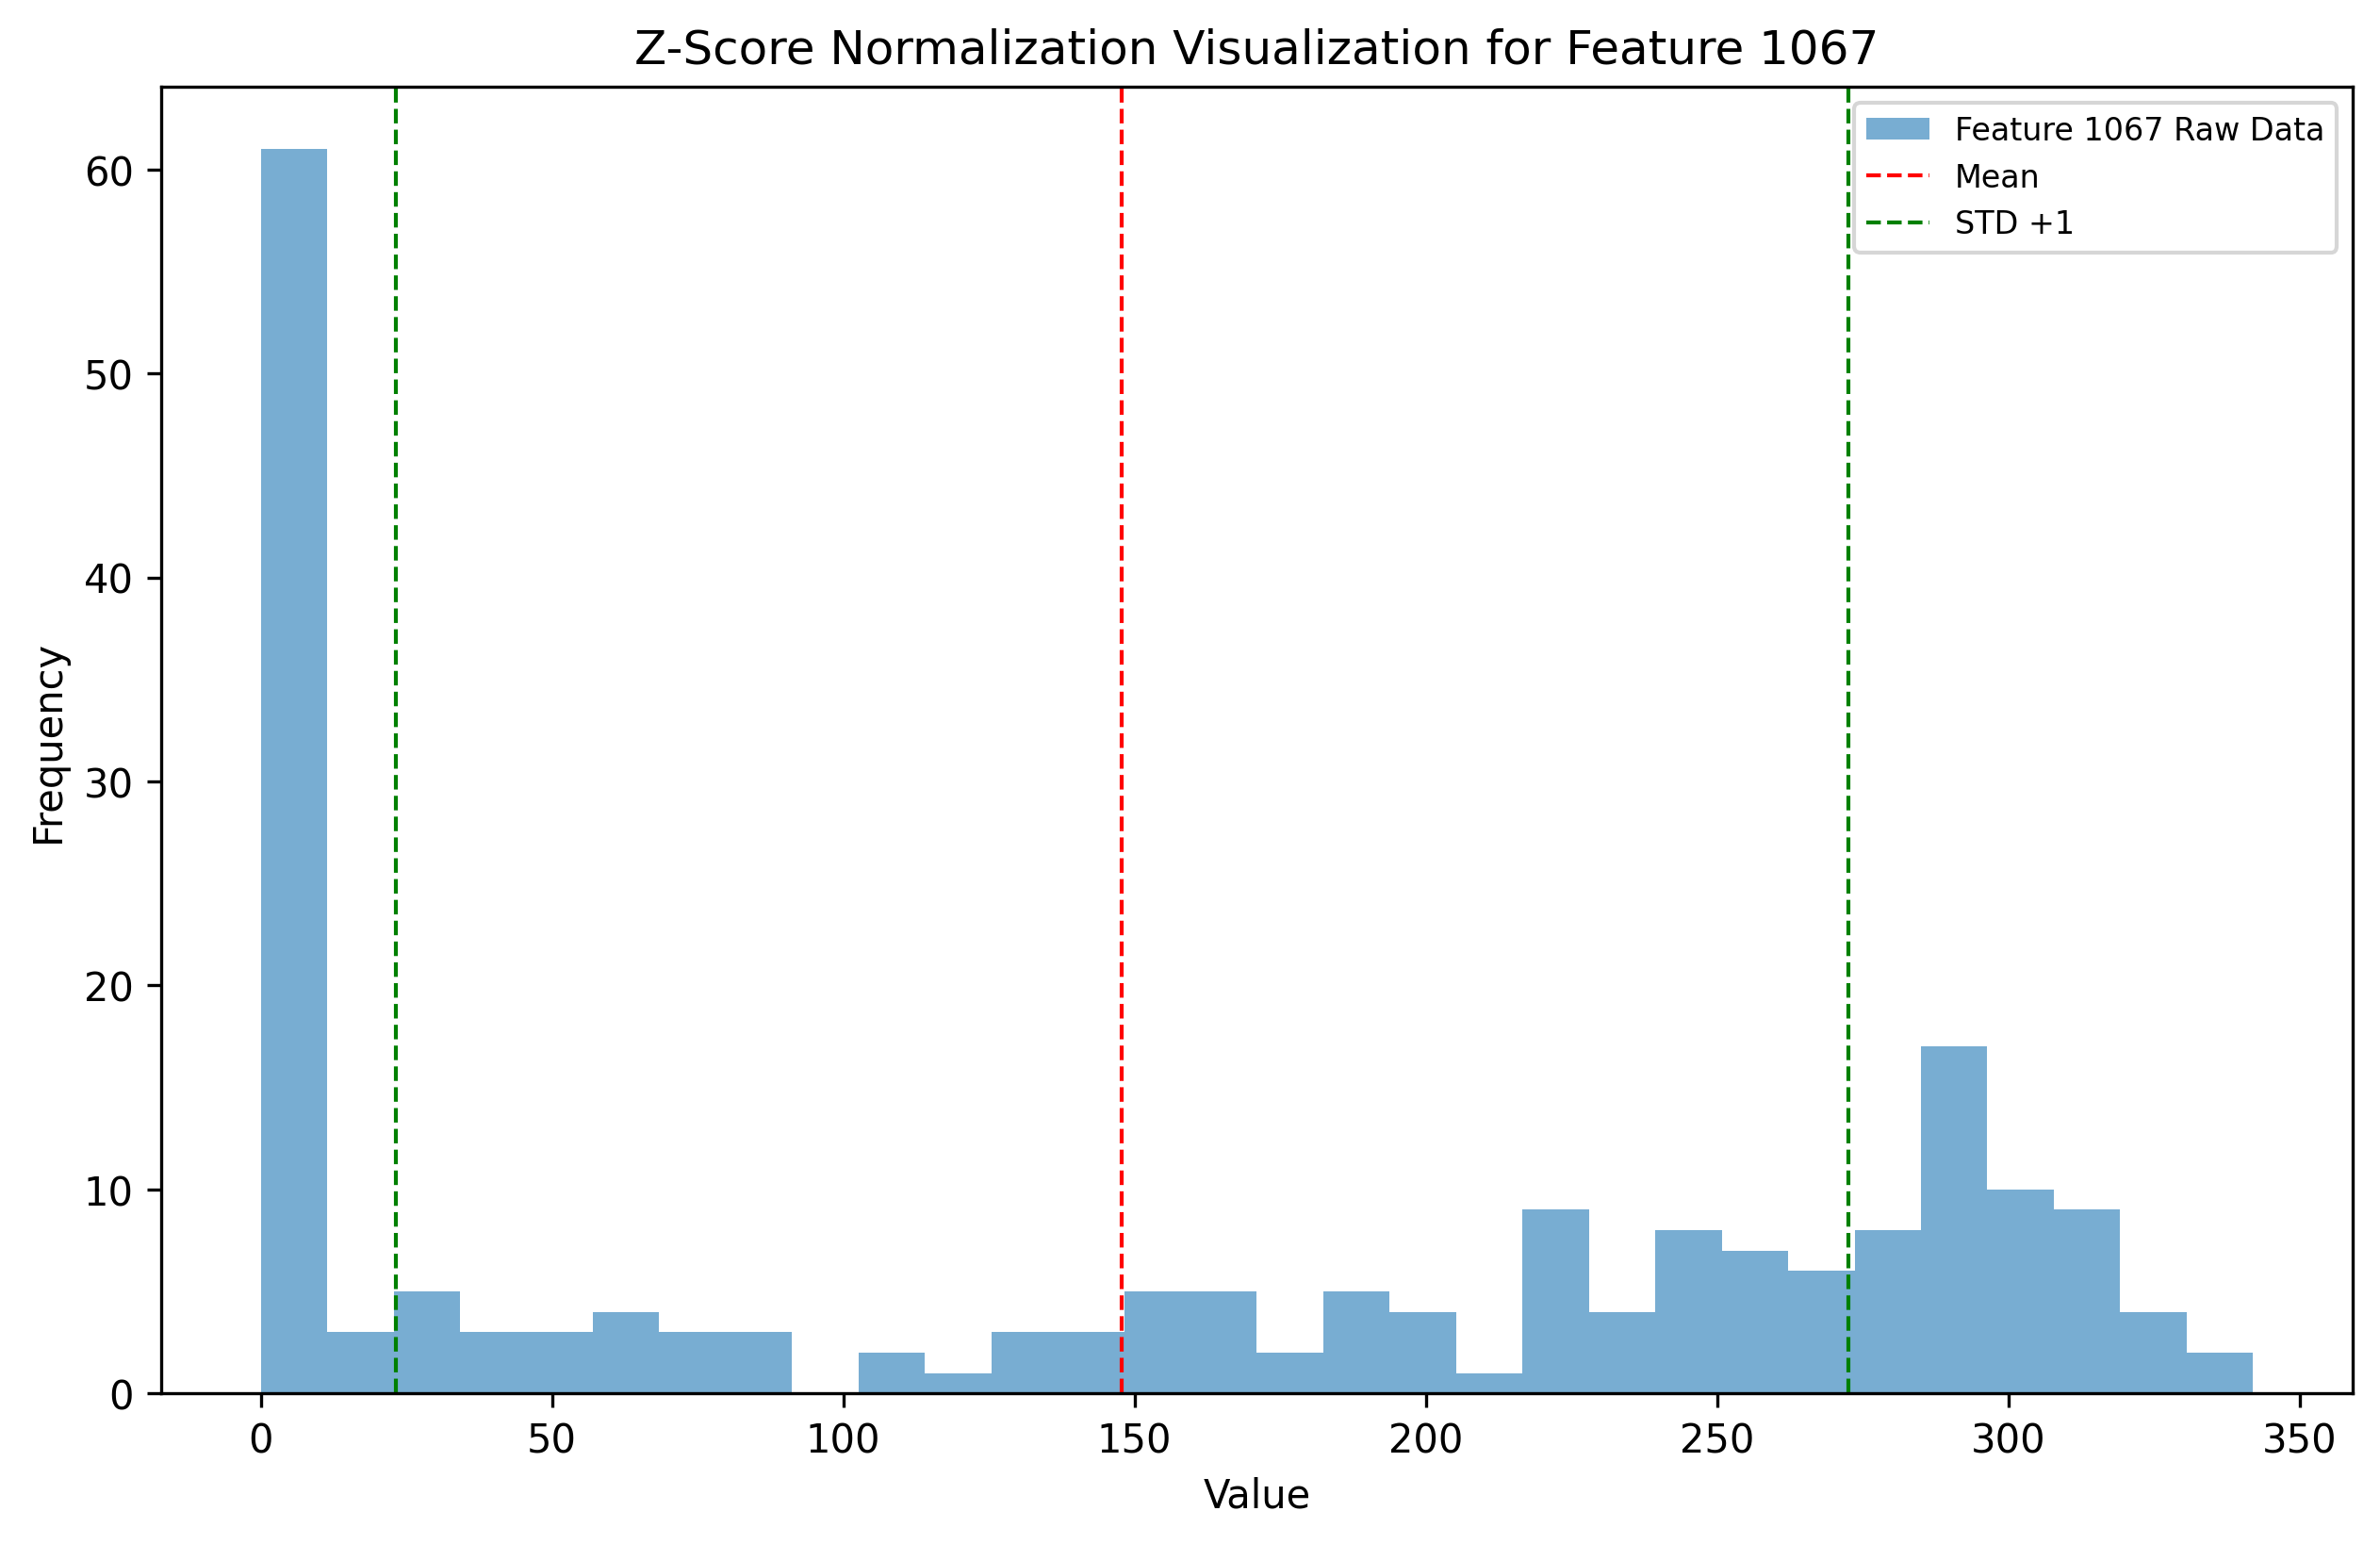 Z-Score Normalization Visualization for Feature 1067
Feature 1067 Raw Data
Mean
STD +1
60
50
40
30
20
10
0
Frequency
0 50 100 150 200 250 300 350
Value